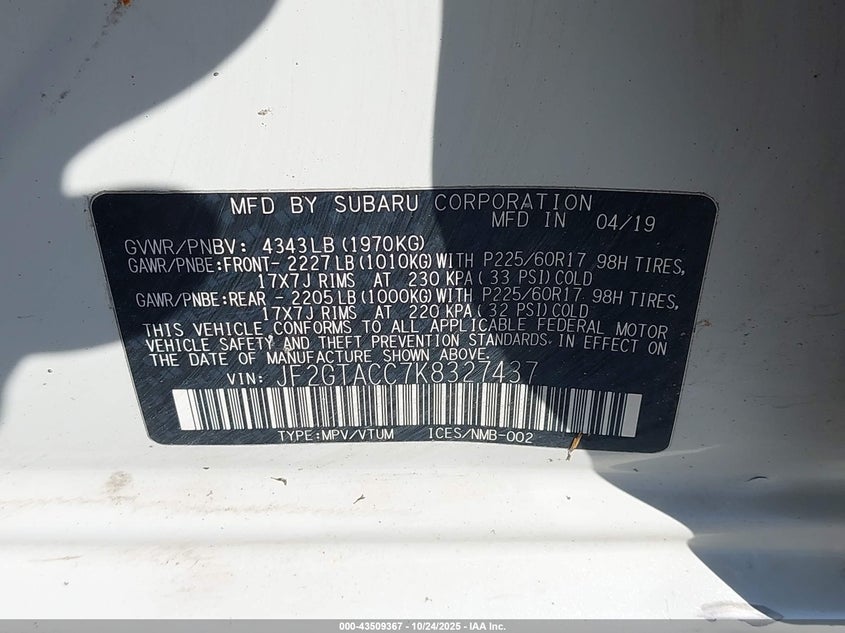 MFD BY SUBARU CORPORATION
MFD IN 04/19
GVWR/PNBV: 4343LB(1970KG)
GAWR/PNBE:FRONT- 2227LB(1010KG)WITH P225/60R17 98H TIRES,
17X7J RIMS AT 230 KPA(33 PSI)COLD
GAWR/PNBE:REAR - 2205LB(1000KG)WITH P225/60R17 98H TIRES,
17X7J RIMS AT 220 KPA(32 PSI)COLD
THIS VEHICLE CONFORMS TO ALL APPLICABLE FEDERAL MOTOR
VEHICLE SAFETY AND THEFT PREVENTION STANDARDS IN EFFECT ON
THE DATE OF MANUFACTURE SHOWN ABOVE.
VIN: JF2GTACC7K8327437
TYPE:MPV/VTUM ICES/NMB-002
000-43509367 • 10/24/2025 – IAA Inc.